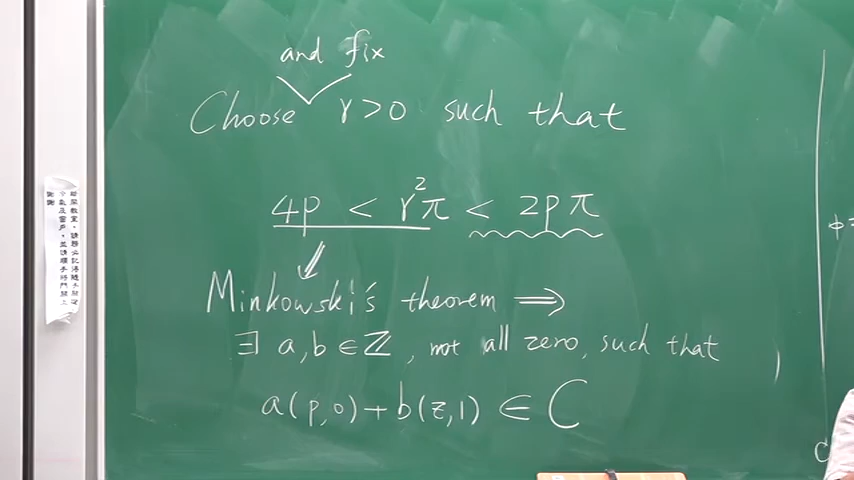 and fix
Choose r>0 such that
4p < r²π < 2pπ
Minkowski's theorem ⟹
∃ a,b ∈ ℤ, not all zero, such that
a(p,0)+b(z,1) ∈ C